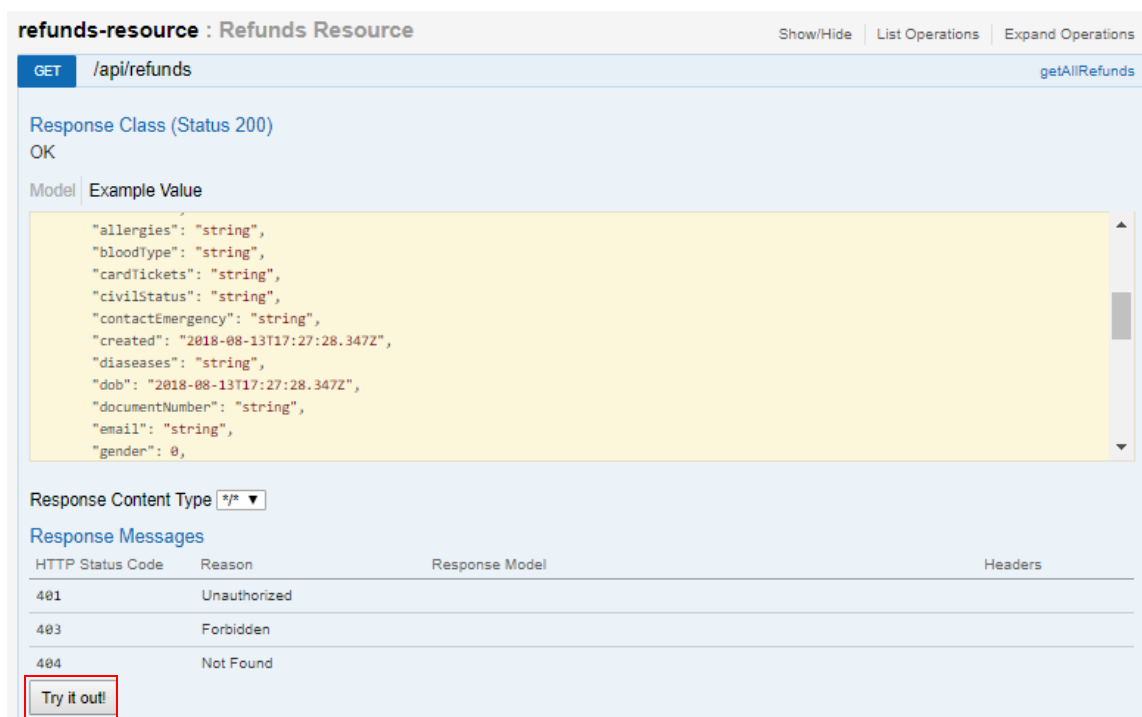 refunds-resource : Refunds Resource Show/Hide List Operations Expand Operations
GET /api/refunds getAllRefunds
Response Class (Status 200)
OK
Model Example Value
"allergies": "string",
"bloodType": "string",
"cardTickets": "string",
"civilStatus": "string",
"contactEmergency": "string",
"created": "2018-08-13T17:27:28.347Z",
"diaseases": "string",
"dob": "2018-08-13T17:27:28.347Z",
"documentNumber": "string",
"email": "string",
"gender": 0,
Response Content Type */*
Response Messages
HTTP Status Code Reason Response Model Headers
401 Unauthorized
403 Forbidden
404 Not Found
Try it out!